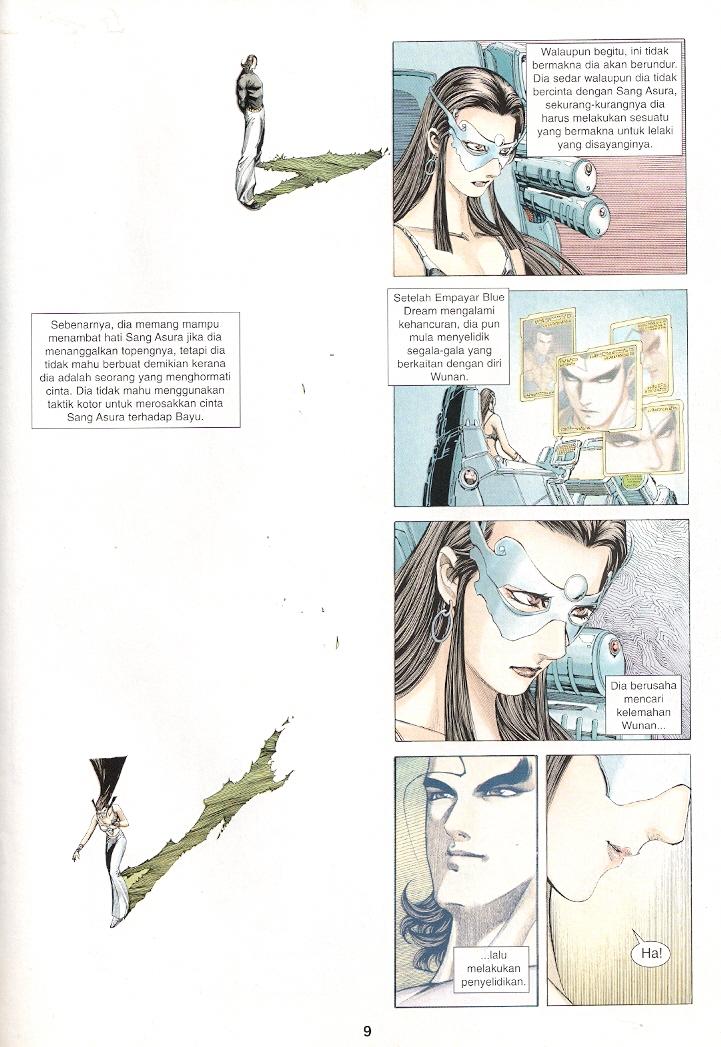 Sebenarnya, dia memang mampu
menambat hati Sang Asura jika dia
menanggalkan topengnya, tetapi dia
tidak mahu berbuat demikian kerana
dia adalah seorang yang menghormati
cinta. Dia tidak mahu menggunakan
taktik kotor untuk merosakkan cinta
Sang Asura terhadap Bayu.
Walaupun begitu, ini tidak
bermakna dia akan berundur.
Dia sedar walaupun dia tidak
bercinta dengan Sang Asura,
sekurang-kurangnya dia
harus melakukan sesuatu
yang bermakna untuk lelaki
yang disayanginya.
Setelah Empayar Blue
Dream mengalami
kehancuran, dia pun
mula menyelidik
segala-gala yang
berkaitan dengan diri
Wunan.
Dia berusaha
mencari
kelemahan
Wunan...
...lalu
melakukan
penyelidikan.
Ha!
9